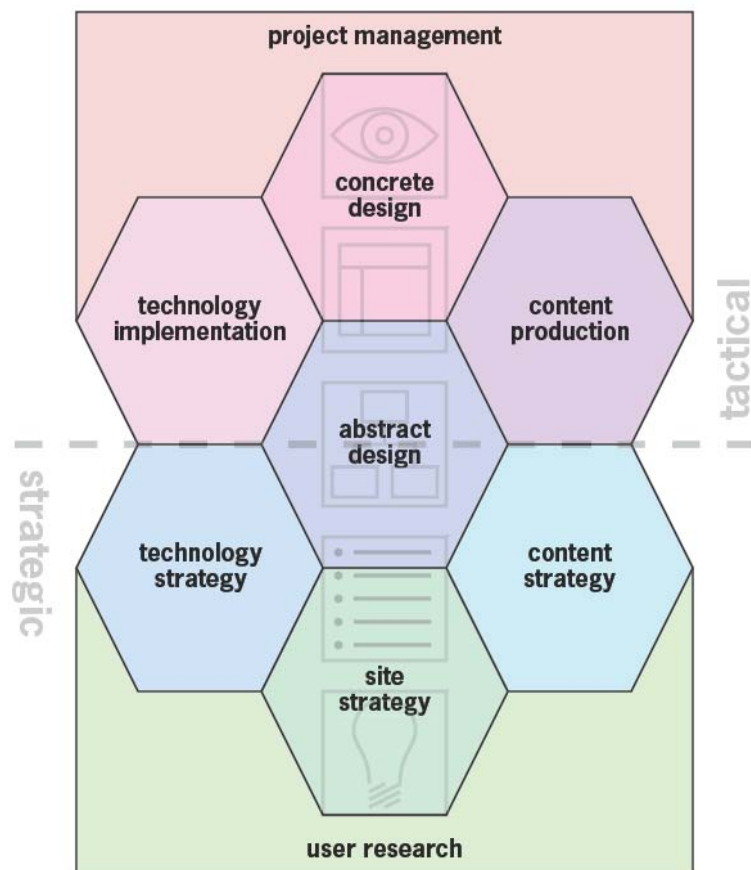 project management
concrete
design
technology
implementation
content
production
tactical
abstract
design
strategic
technology
strategy
content
strategy
site
strategy
user research